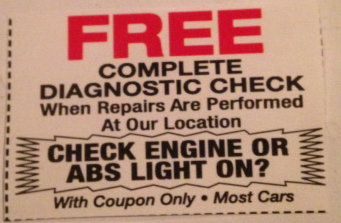 FREE
COMPLETE
DIAGNOSTIC CHECK
When Repairs Are Performed
At Our Location
CHECK ENGINE OR
ABS LIGHT ON?
With Coupon Only • Most Cars